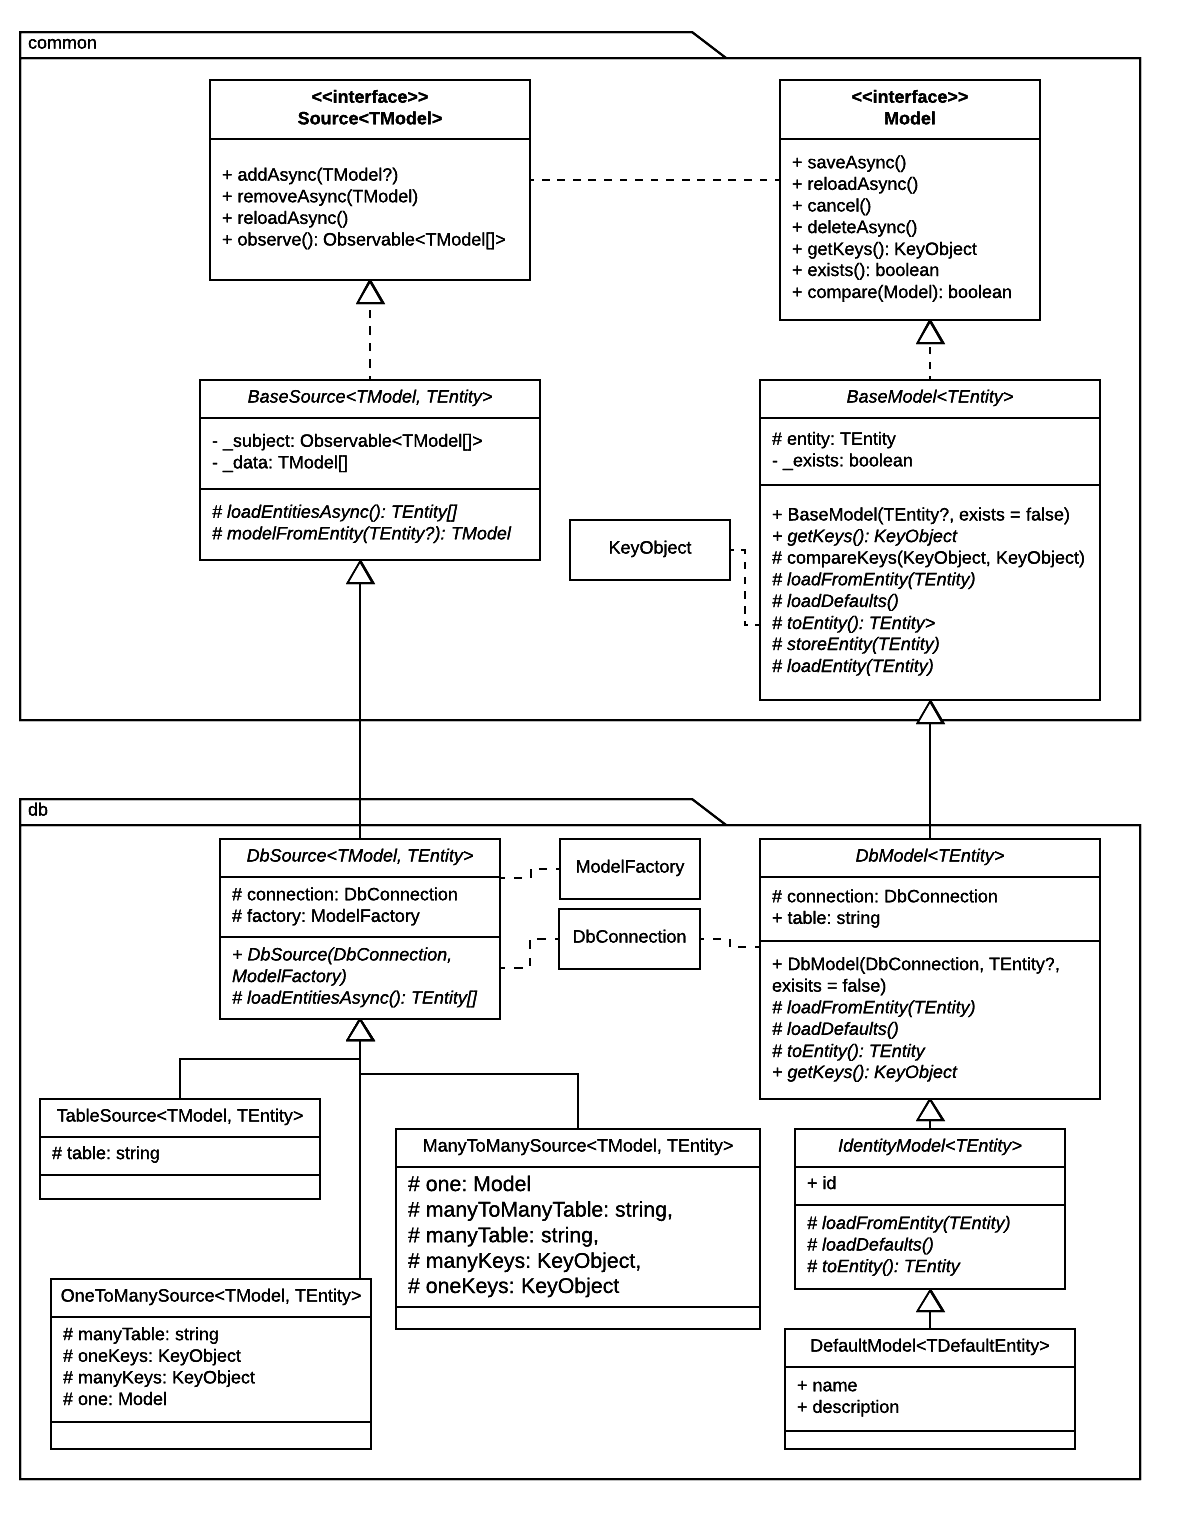 common
<<interface>>
Source<TModel>
+ addAsync(TModel?)
+ removeAsync(TModel)
+ reloadAsync()
+ observe(): Observable<TModel[]>
<<interface>>
Model
+ saveAsync()
+ reloadAsync()
+ cancel()
+ deleteAsync()
+ getKeys(): KeyObject
+ exists(): boolean
+ compare(Model): boolean
BaseSource<TModel, TEntity>
- _subject: Observable<TModel[]>
- _data: TModel[]
# loadEntitiesAsync(): TEntity[]
# modelFromEntity(TEntity?): TModel
KeyObject
BaseModel<TEntity>
# entity: TEntity
- _exists: boolean
+ BaseModel(TEntity?, exists = false)
+ getKeys(): KeyObject
# compareKeys(KeyObject, KeyObject)
# loadFromEntity(TEntity)
# loadDefaults()
# toEntity(): TEntity>
# storeEntity(TEntity)
# loadEntity(TEntity)
db
DbSource<TModel, TEntity>
# connection: DbConnection
# factory: ModelFactory
+ DbSource(DbConnection,
ModelFactory)
# loadEntitiesAsync(): TEntity[]
ModelFactory
DbConnection
DbModel<TEntity>
# connection: DbConnection
+ table: string
+ DbModel(DbConnection, TEntity?,
exisits = false)
# loadFromEntity(TEntity)
# loadDefaults()
# toEntity(): TEntity
+ getKeys(): KeyObject
TableSource<TModel, TEntity>
# table: string
ManyToManySource<TModel, TEntity>
# one: Model
# manyToManyTable: string,
# manyTable: string,
# manyKeys: KeyObject,
# oneKeys: KeyObject
IdentityModel<TEntity>
+ id
# loadFromEntity(TEntity)
# loadDefaults()
# toEntity(): TEntity
OneToManySource<TModel, TEntity>
# manyTable: string
# oneKeys: KeyObject
# manyKeys: KeyObject
# one: Model
DefaultModel<TDefaultEntity>
+ name
+ description